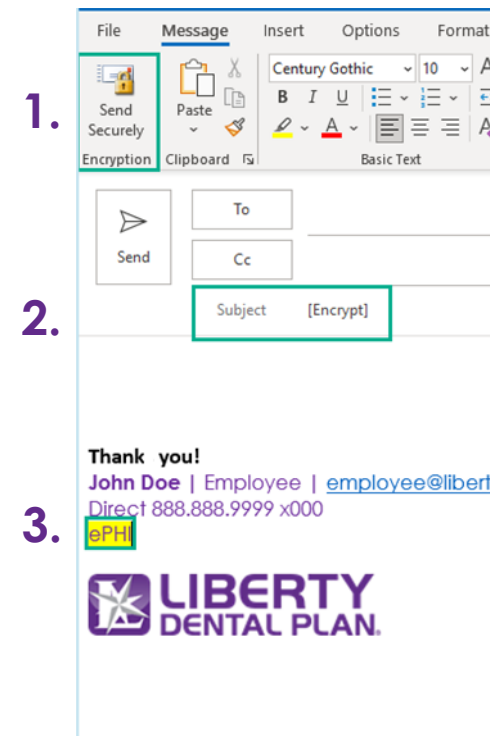 File Message Insert Options Format
1.
Century Gothic 10 A
Send Securely
Paste
B I U
A
Encryption Clipboard Basic Text
To
Send
Cc
2.
Subject [Encrypt]
Thank you!
John Doe | Employee | employee@libert
Direct 888.888.9999 x000
3.
ePHI
LIBERTY
DENTAL PLAN.